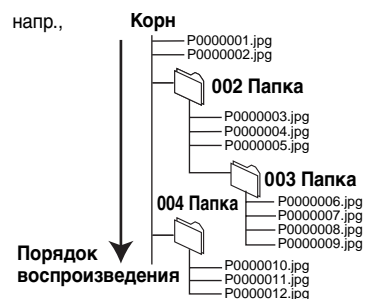 напр.,
Корн
P0000001.jpg
P0000002.jpg
002 Папка
P0000003.jpg
P0000004.jpg
P0000005.jpg
003 Папка
P0000006.jpg
P0000007.jpg
P0000008.jpg
P0000009.jpg
004 Папка
Порядок
воспроизведения
P0000010.jpg
P0000011.jpg
P0000012.jpg